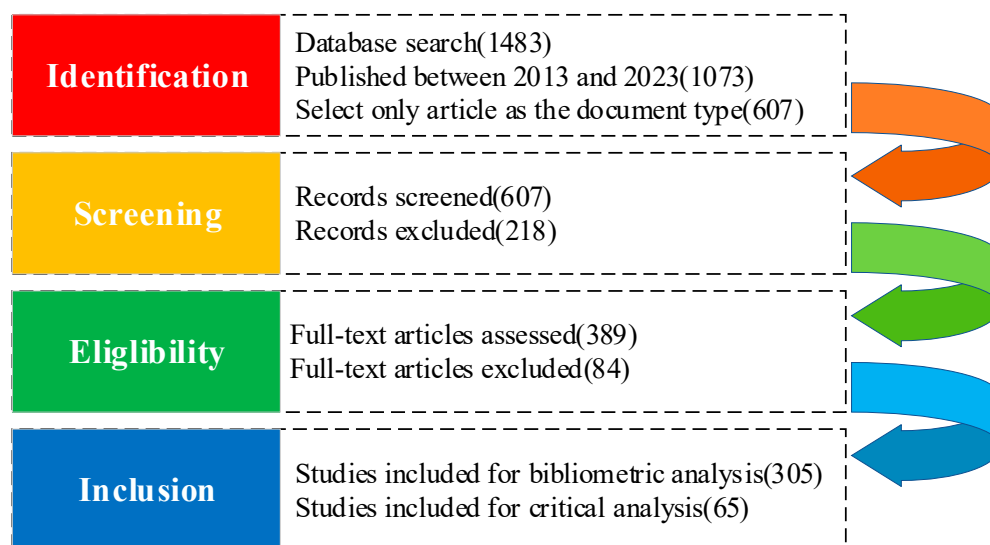 Identification
Database search(1483)
Published between 2013 and 2023(1073)
Select only article as the document type(607)
Screening
Records screened(607)
Records excluded(218)
Eliglibility
Full-text articles assessed(389)
Full-text articles excluded(84)
Inclusion
Studies included for bibliometric analysis(305)
Studies included for critical analysis(65)